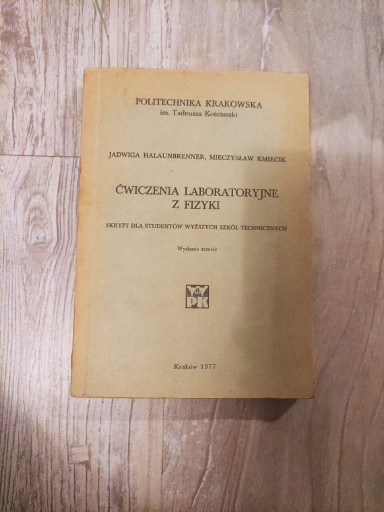 POLITECHNIKA KRAKOWSKA
im. Tadeusza Kościuszki
JADWIGA HALAUNBRENNER, MIECZYSŁAW KMIECIK
ĆWICZENIA LABORATORYJNE
Z FIZYKI
SKRYPT DLA STUDENTÓW WYŻSZYCH SZKÓŁ TECHNICZNYCH
Wydanie trzecie
PK
Kraków 1977